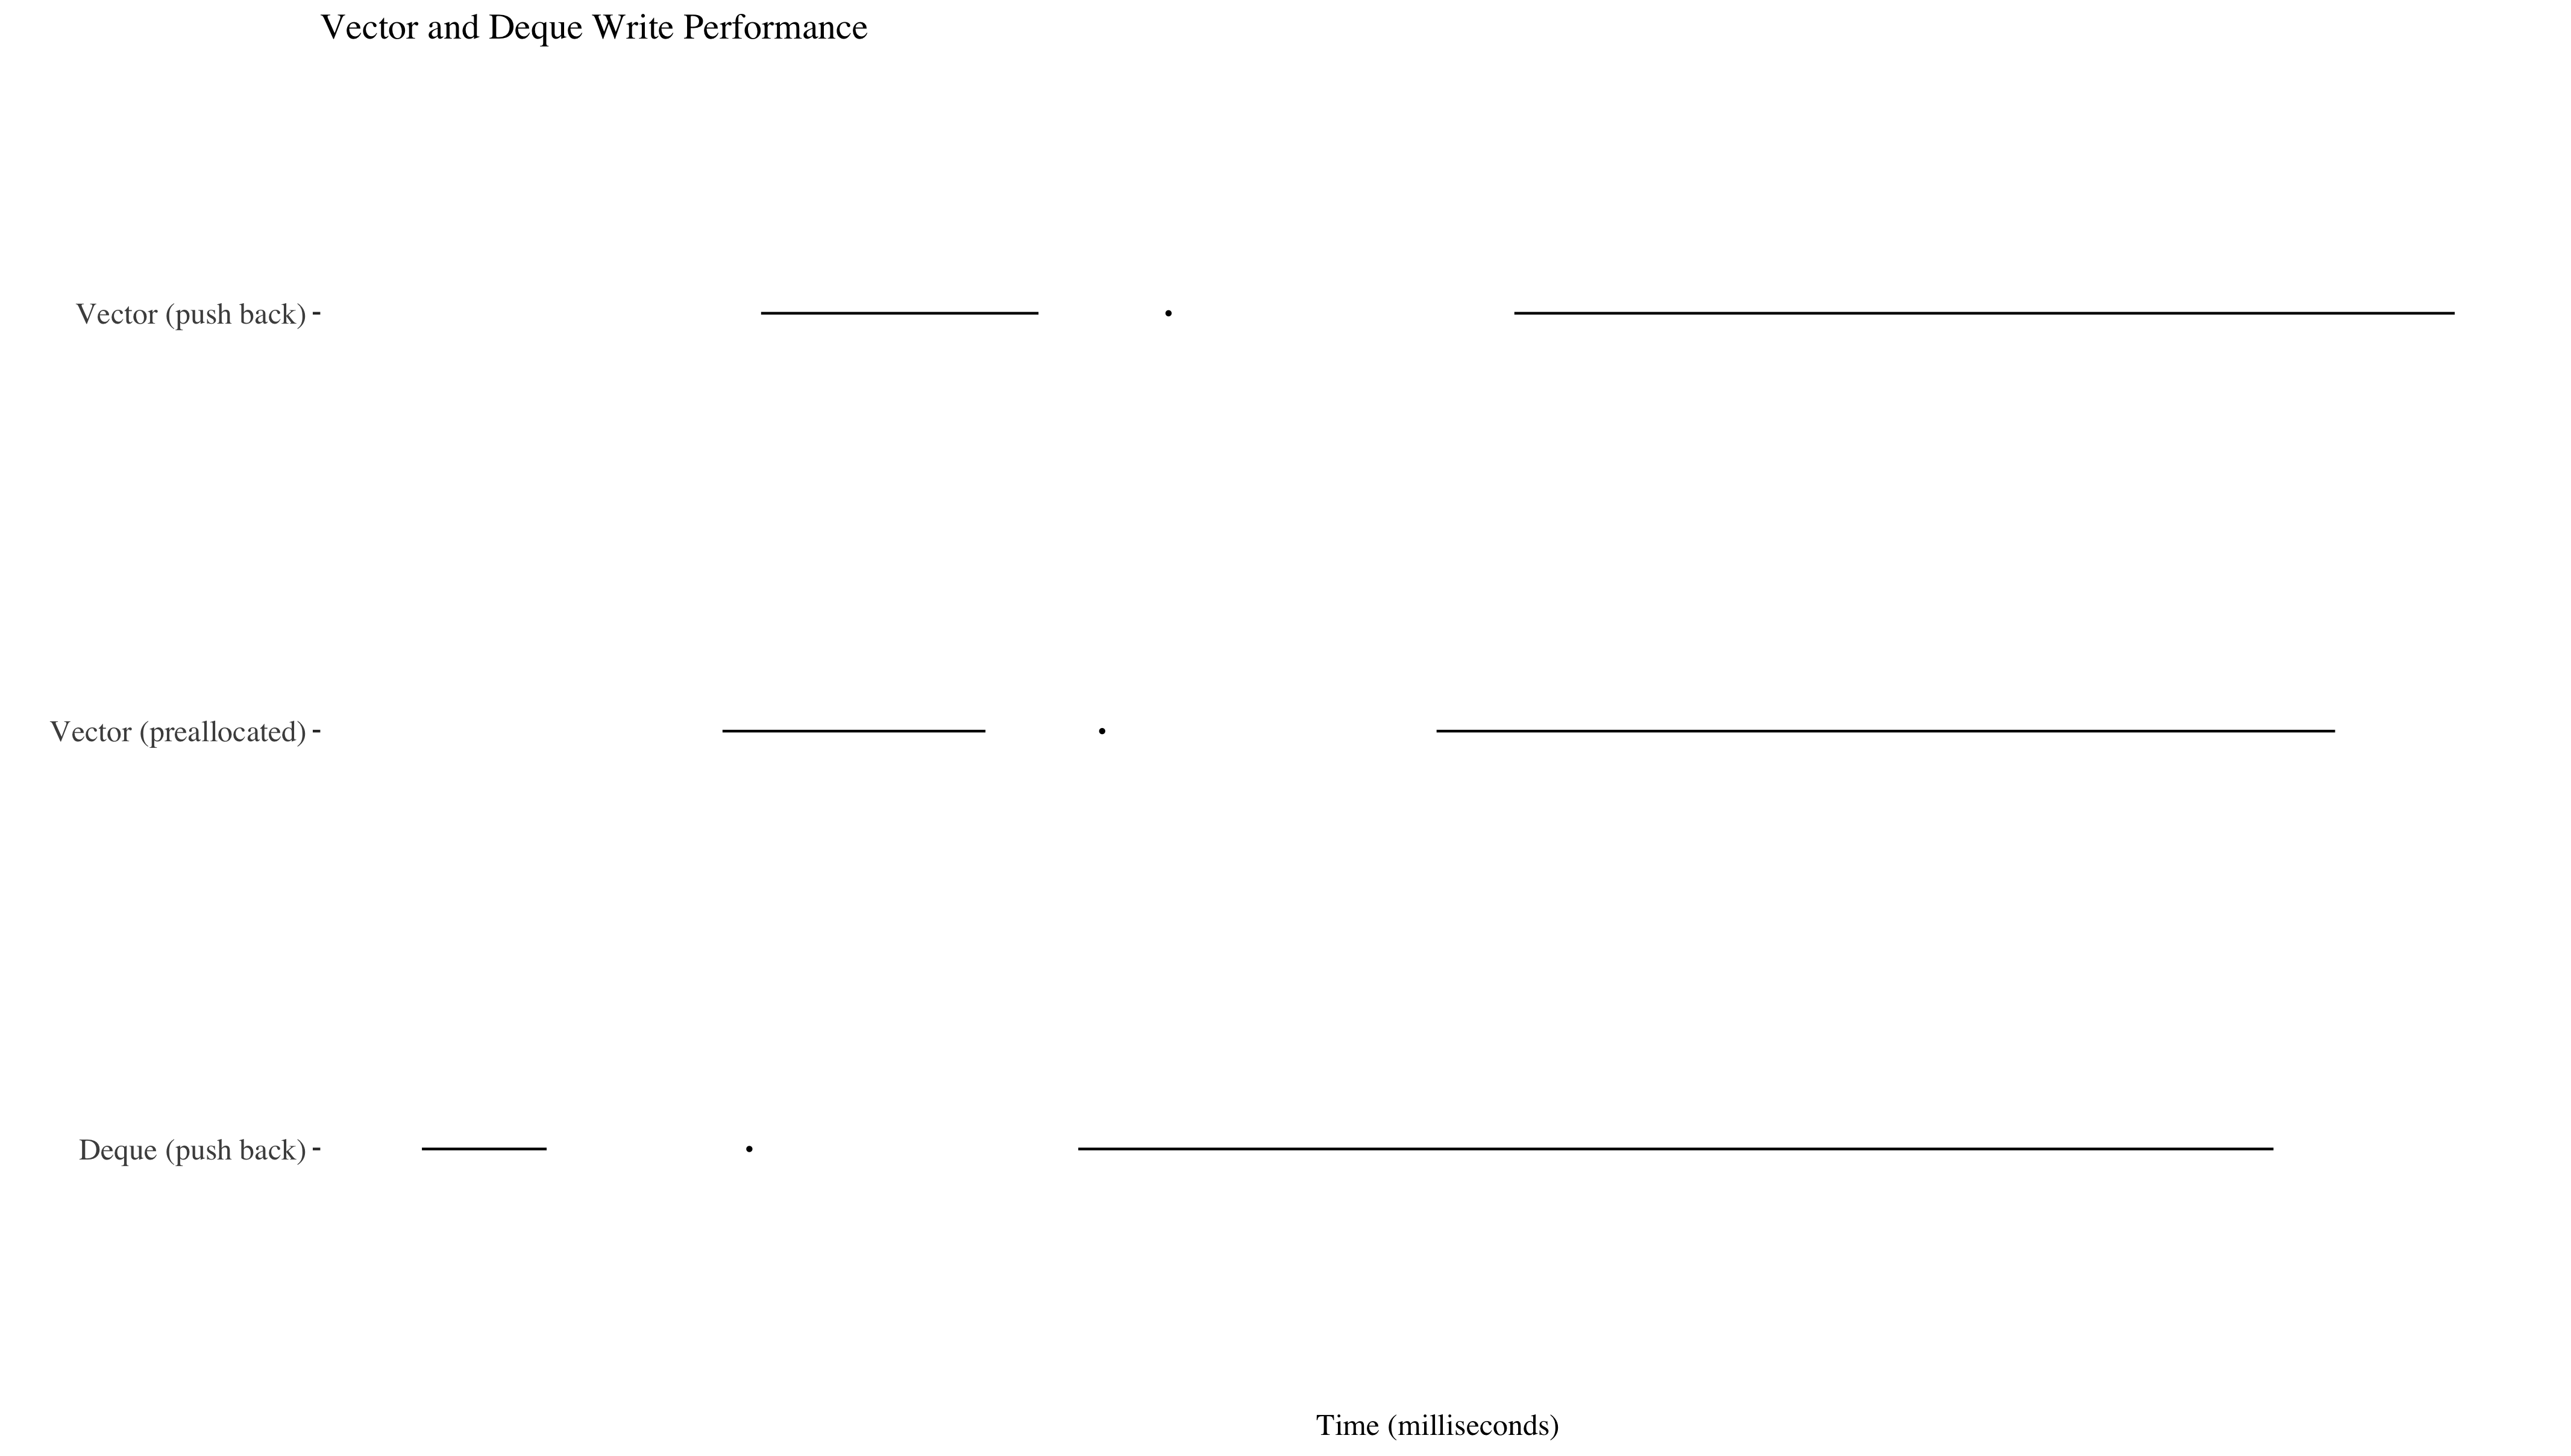 Vector and Deque Write Performance
Vector (push back)
Vector (preallocated)
Deque (push back)
Time (milliseconds)